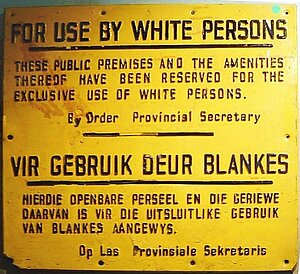 FOR USE BY WHITE PERSONS
THESE PUBLIC PREMISES AND THE AMENITIES
THEREOF HAVE BEEN RESERVED FOR THE
EXCLUSIVE USE OF WHITE PERSONS.
By Order Provincial Secretary
VIR GEBRUIK DEUR BLANKES
HIERDIE OPENBARE PERSEEL EN DIE GERIEWE
DAARVAN IS VIR DIE UITSLUITLIKE GEBRUIK
VAN BLANKES AANGEWYS.
Op Las Provinsiale Sekretaris